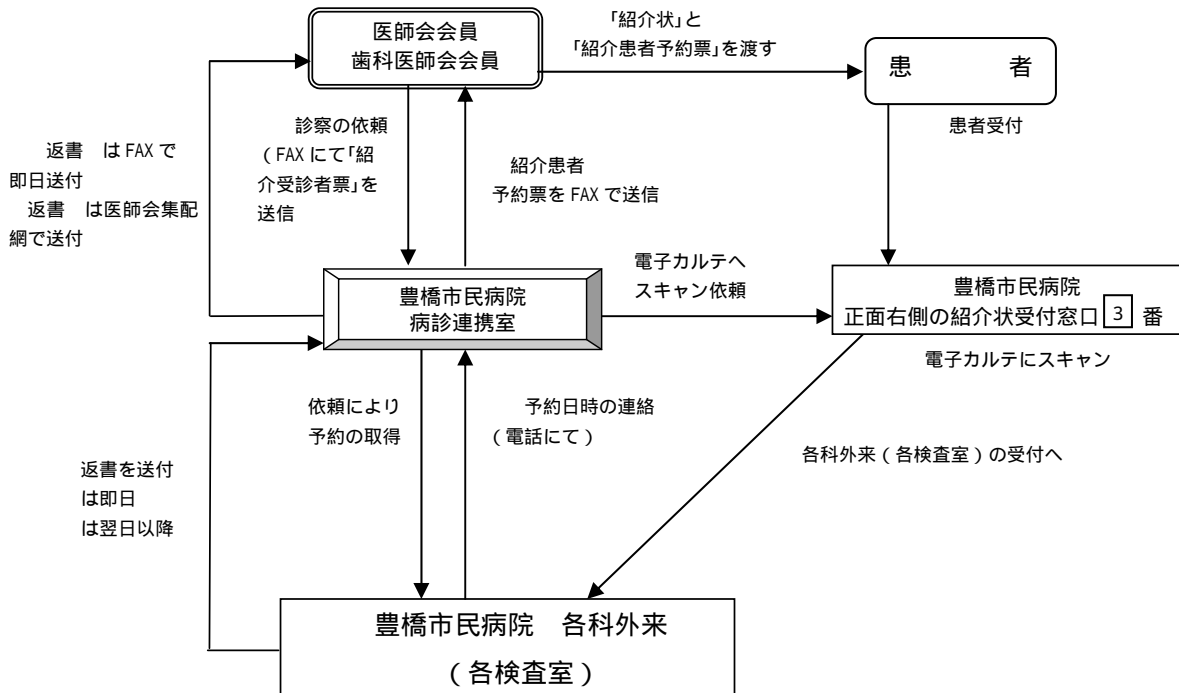 医師会会員
歯科医師会会員
「紹介状」と
「紹介患者予約票」を渡す
患　　　者
患者受付
診察の依頼
（FAXにて「紹
介受診者票」を
送信
紹介患者
予約票をFAXで送信
返書　はFAXで
即日送付
返書　は医師会集配
網で送付
豊橋市民病院
病診連携室
電子カルテへ
スキャン依頼
豊橋市民病院
正面右側の紹介状受付窓口 3 番
電子カルテにスキャン
依頼により
予約の取得
予約日時の連絡
（電話にて）
各科外来（各検査室）の受付へ
返書を送付
は即日
は翌日以降
豊橋市民病院　各科外来
（各検査室）